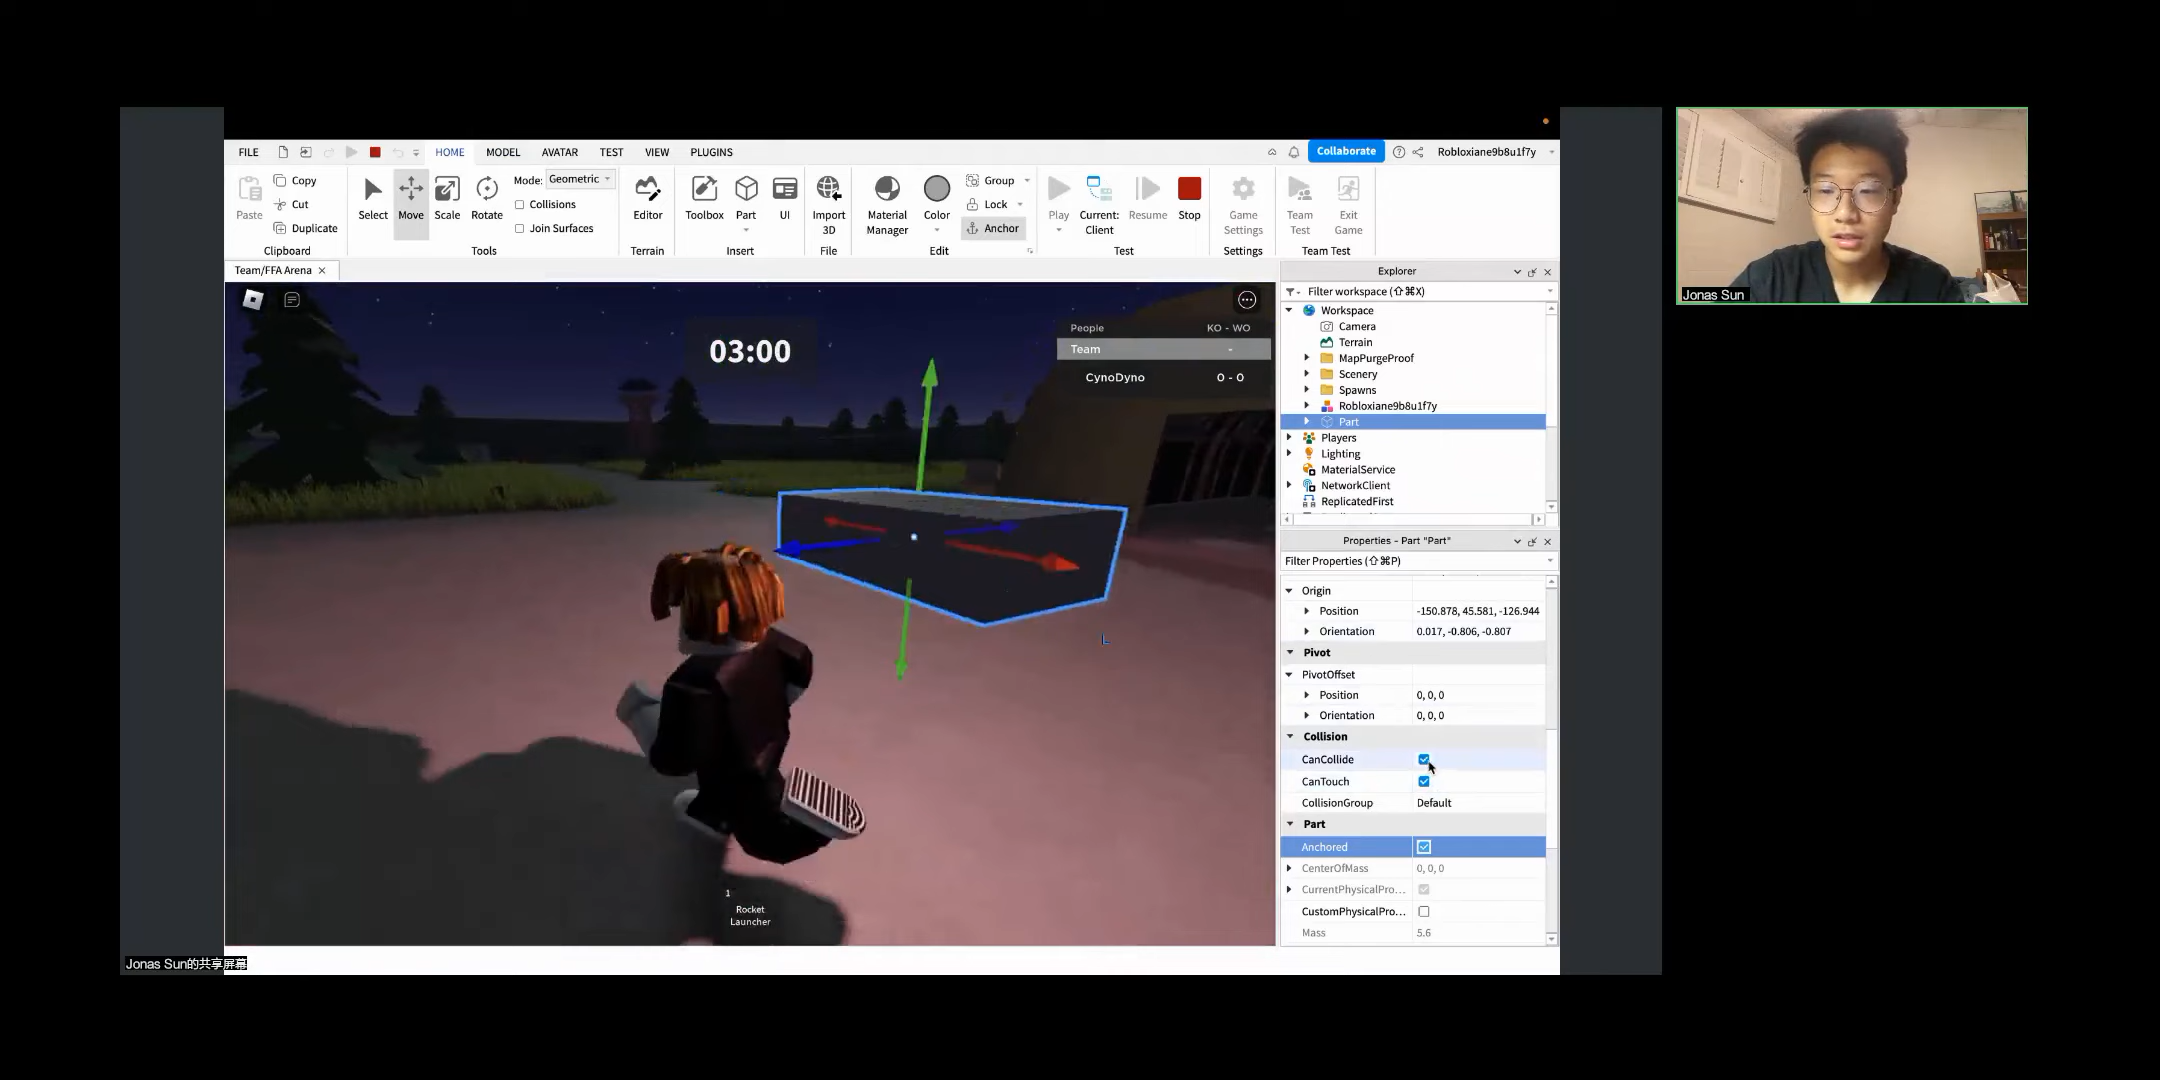 FILE HOME MODEL AVATAR TEST VIEW PLUGINS Collaborate Robloxiane9b8u1f7y
Paste
Copy
Cut
Duplicate
Clipboard
Select Move Scale Rotate
Mode: Geometric
Collisions
Join Surfaces
Tools
Editor
Terrain
Toolbox Part UI
Insert
Import
3D
File
Material
Manager
Color
Group
Lock
Anchor
Edit
Play
Current:
Client
Resume
Stop
Test
Game
Settings
Settings
Team
Test
Exit
Game
Team Test
Team/FFA Arena
03:00
People KO - WO
Team -
CynoDyno 0 - 0
1
Rocket
Launcher
Explorer
Filter workspace (⇧⌘X)
Workspace
Camera
Terrain
MapPurgeProof
Scenery
Spawns
Robloxiane9b8u1f7y
Part
Players
Lighting
MaterialService
NetworkClient
ReplicatedFirst
Properties - Part "Part"
Filter Properties (⇧⌘P)
Origin
Position -150.878, 45.581, -126.944
Orientation 0.017, -0.806, -0.807
Pivot
PivotOffset
Position 0, 0, 0
Orientation 0, 0, 0
Collision
CanCollide
CanTouch
CollisionGroup Default
Part
Anchored
CenterOfMass 0, 0, 0
CurrentPhysicalPro...
CustomPhysicalPro...
Mass 5.6
Jonas Sun
Jonas Sun的共享屏幕